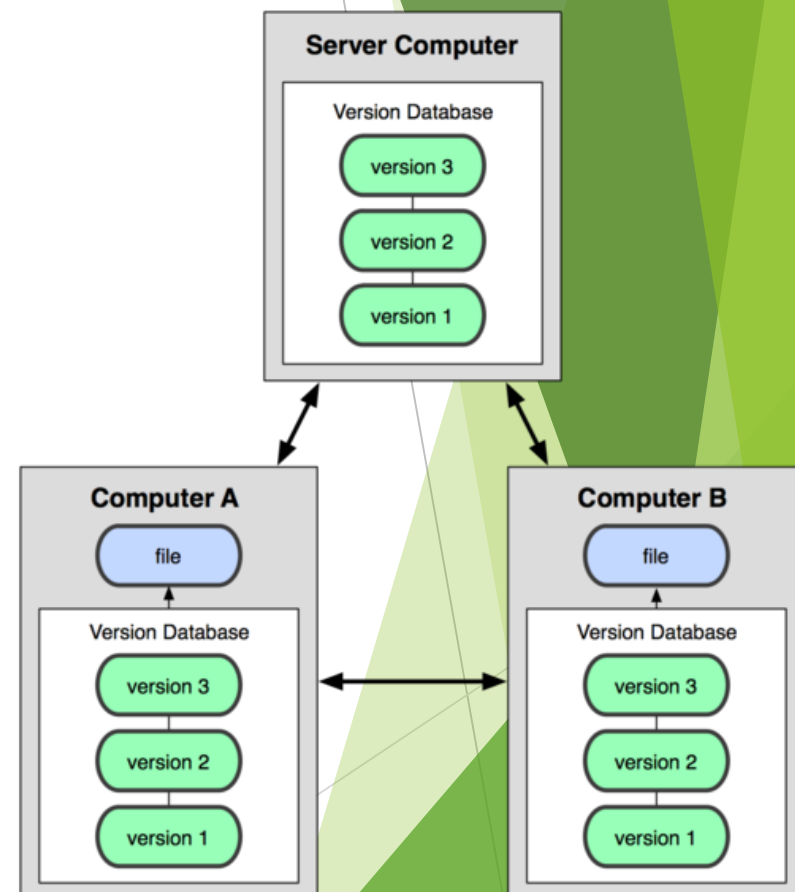 Server Computer
Version Database
version 3
version 2
version 1
Computer A
file
Version Database
version 3
version 2
version 1
Computer B
file
Version Database
version 3
version 2
version 1